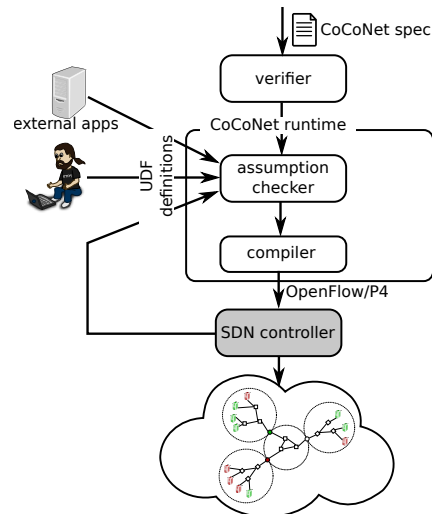 CoCoNet spec
verifier
external apps
CoCoNet runtime
UDF
definitions
assumption
checker
compiler
OpenFlow/P4
SDN controller